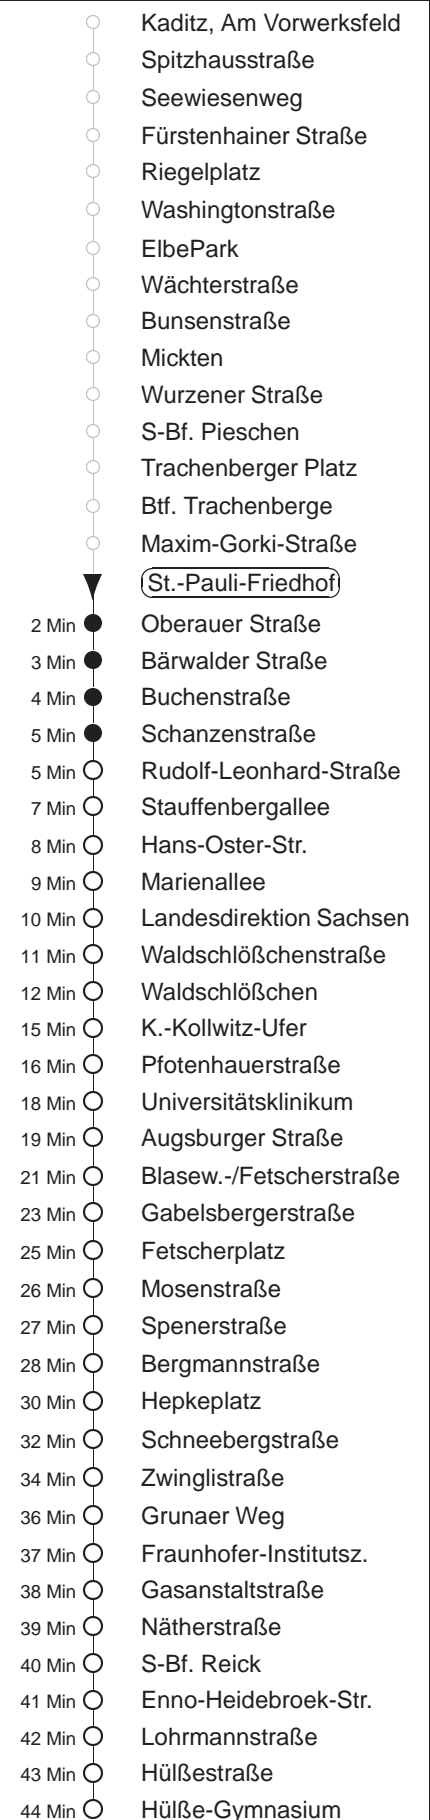 Kaditz, Am Vorwerksfeld
Spitzhausstraße
Seewiesenweg
Fürstenhainer Straße
Riegelplatz
Washingtonstraße
ElbePark
Wächterstraße
Bunsenstraße
Mickten
Wurzener Straße
S-Bf. Pieschen
Trachenberger Platz
Btf. Trachenberge
Maxim-Gorki-Straße
St.-Pauli-Friedhof
2 Min Oberauer Straße
3 Min Bärwalder Straße
4 Min Buchenstraße
5 Min Schanzenstraße
5 Min Rudolf-Leonhard-Straße
7 Min Stauffenbergallee
8 Min Hans-Oster-Str.
9 Min Marienallee
10 Min Landesdirektion Sachsen
11 Min Waldschlößchenstraße
12 Min Waldschlößchen
15 Min K.-Kollwitz-Ufer
16 Min Pfotenhauerstraße
18 Min Universitätsklinikum
19 Min Augsburger Straße
21 Min Blasew.-/Fetscherstraße
23 Min Gabelsbergerstraße
25 Min Fetscherplatz
26 Min Mosenstraße
27 Min Spenerstraße
28 Min Bergmannstraße
30 Min Hepkeplatz
32 Min Schneebergstraße
34 Min Zwinglistraße
36 Min Grunaer Weg
37 Min Fraunhofer-Institutsz.
38 Min Gasanstaltstraße
39 Min Nätherstraße
40 Min S-Bf. Reick
41 Min Enno-Heidebroek-Str.
42 Min Lohrmannstraße
43 Min Hülßestraße
44 Min Hülße-Gymnasium